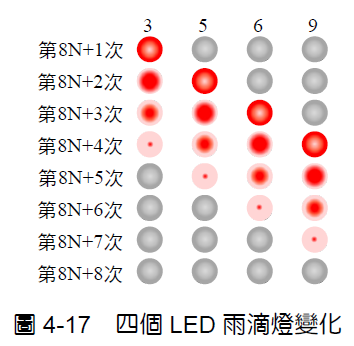 3 5 6 9
第8N+1次
第8N+2次
第8N+3次
第8N+4次
第8N+5次
第8N+6次
第8N+7次
第8N+8次
圖 4-17 四個 LED 雨滴燈變化